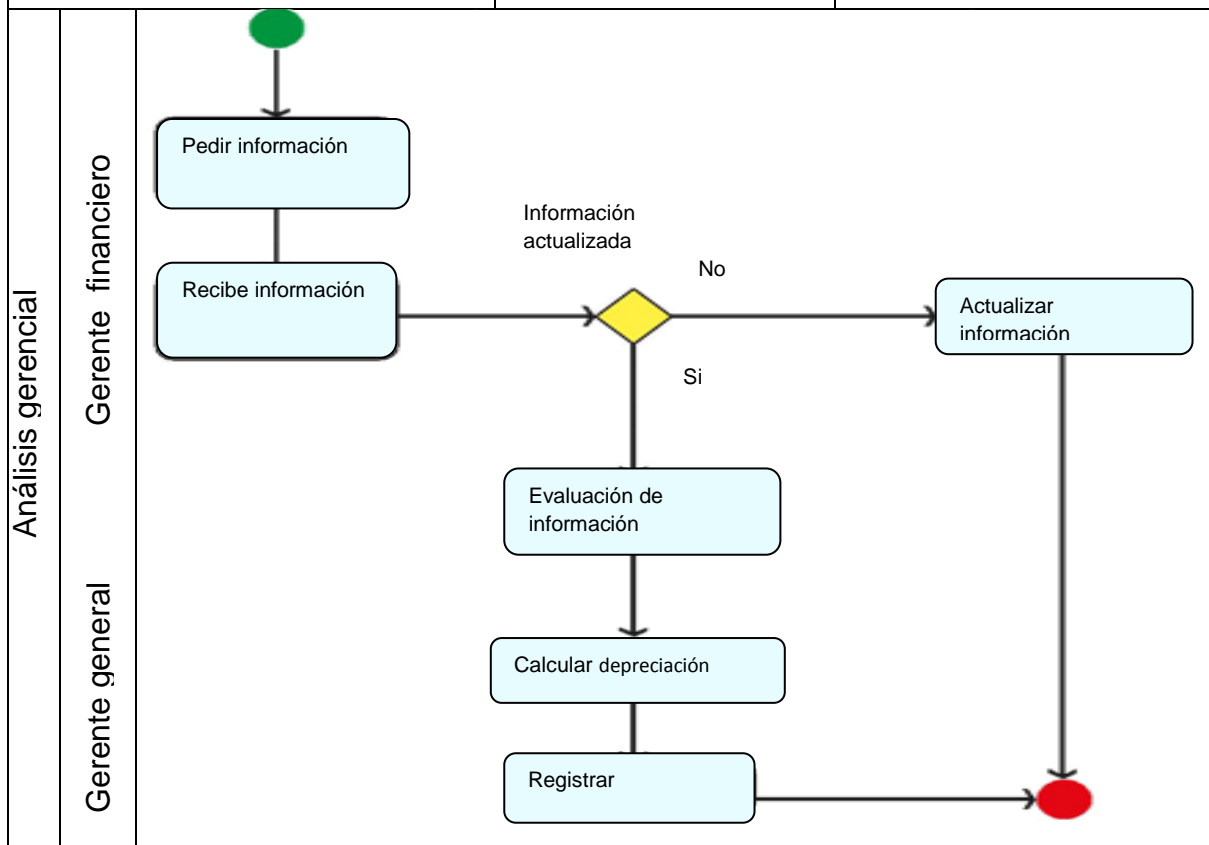 Análisis gerencial
Gerente financiero
Gerente general
Pedir información
Recibe información
Información
actualizada
No
Si
Actualizar
información
Evaluación de
información
Calcular depreciación
Registrar